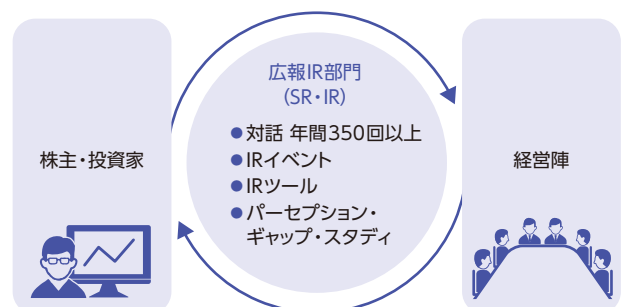 株主・投資家
広報IR部門
(SR・IR)
●対話 年間350回以上
●IRイベント
●IRツール
●パーセプション・
ギャップ・スタディ
経営陣